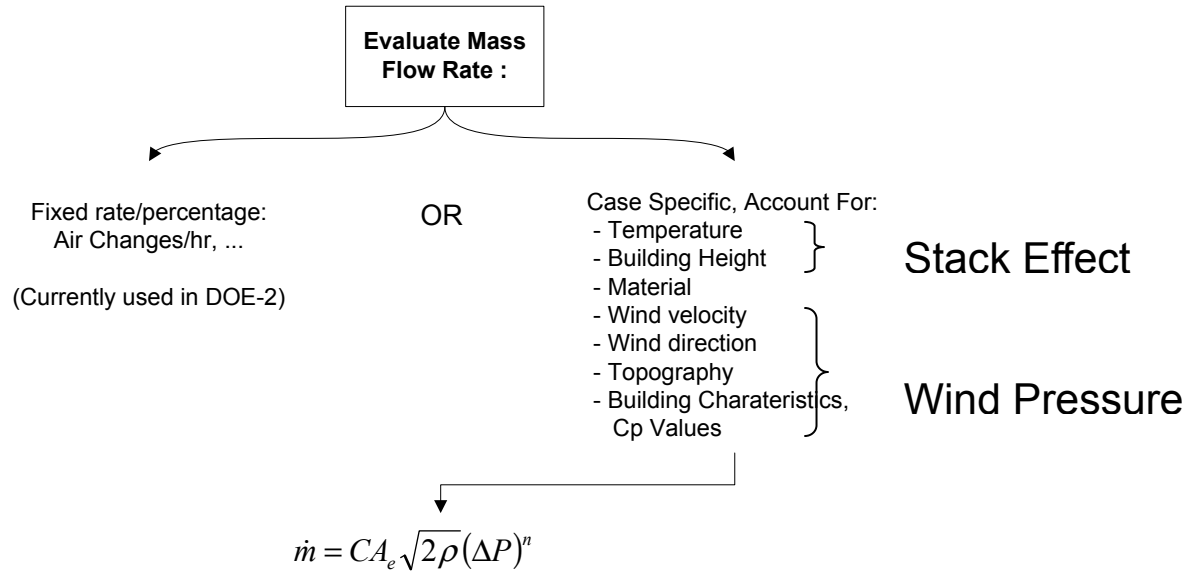 Evaluate Mass
Flow Rate :
Fixed rate/percentage:
Air Changes/hr, ...
(Currently used in DOE-2)
OR
Case Specific, Account For:
- Temperature
- Building Height
- Material
- Wind velocity
- Wind direction
- Topography
- Building Charateristics,
Cp Values
Stack Effect
Wind Pressure
ṁ = CAₑ√2ρ(ΔP)ⁿ